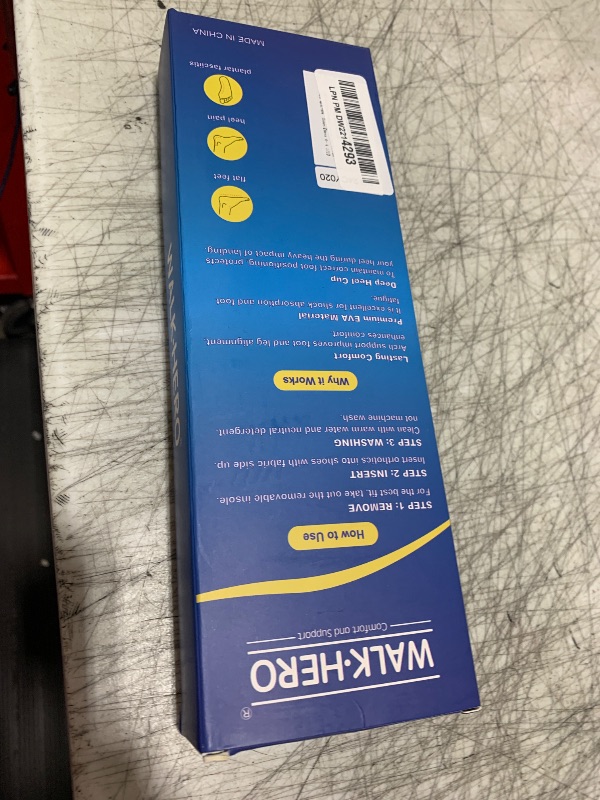 WALK·HERO®
Comfort and Support
How to Use
STEP 1: REMOVE
For the best fit, take out the removable insole.
STEP 2: INSERT
Insert orthotics into shoes with fabric side up.
STEP 3: WASHING
Clean with warm water and neutral detergent.
not machine wash.
Why it Works
Lasting Comfort
Arch support improves foot and leg alignment
enhances comfort
Premium EVA Material
It is excellent for shock absorption and foot
fatigue
Deep Heel Cup
To maintain correct foot positioning, protects
your heel during the heavy impact of landing.
flat feet
heel pain
plantar fasciitis
MADE IN CHINA
LPN PM DW2214293
020
WALK·HERO